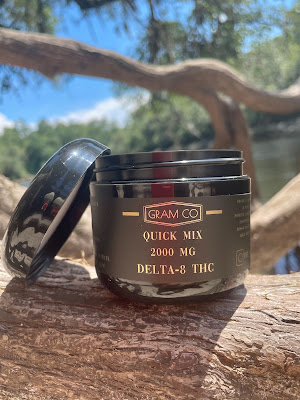 GRAM CO
QUICK MIX
2000 MG
DELTA-8 THC